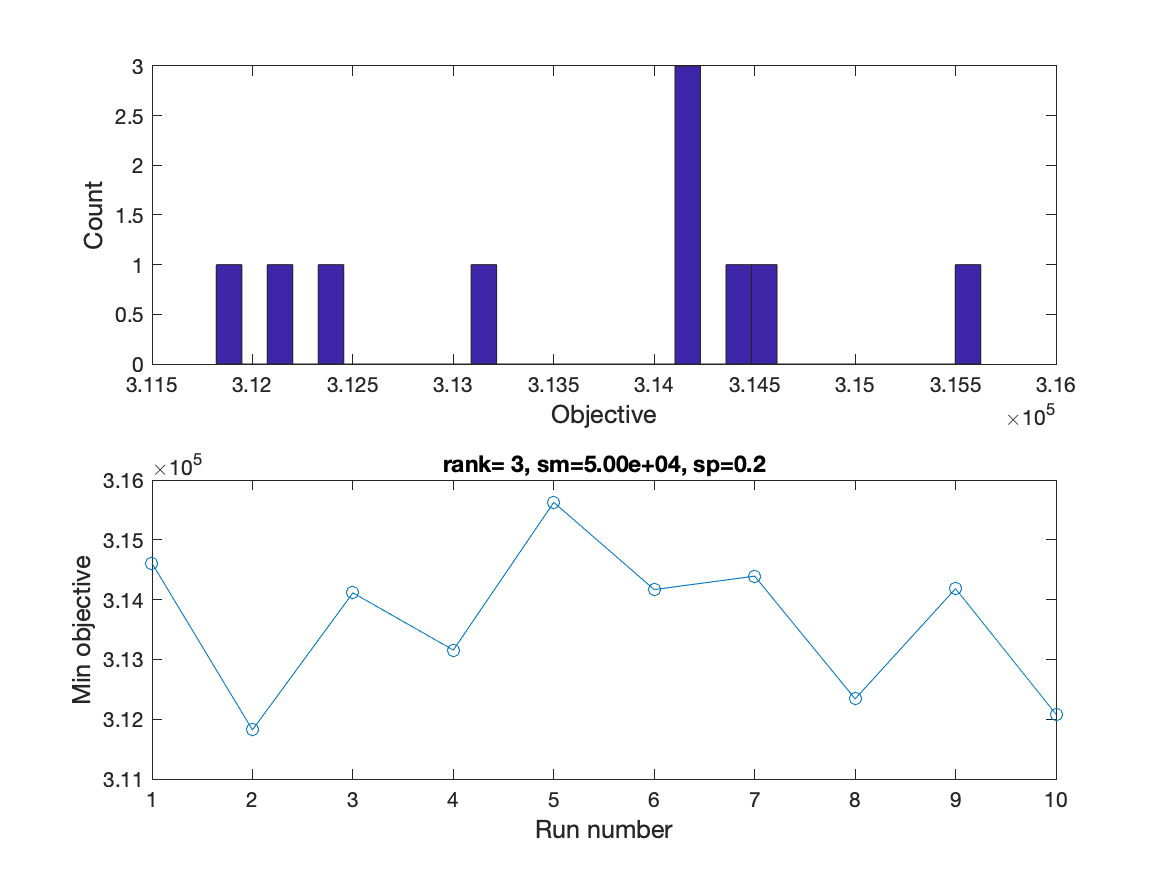 3
2.5
2
1.5
1
0.5
0
Count
3.115 3.12 3.125 3.13 3.135 3.14 3.145 3.15 3.155 3.16
Objective
×10^5
rank= 3, sm=5.00e+04, sp=0.2
×10^5
3.16
3.15
3.14
3.13
3.12
3.11
Min objective
1 2 3 4 5 6 7 8 9 10
Run number